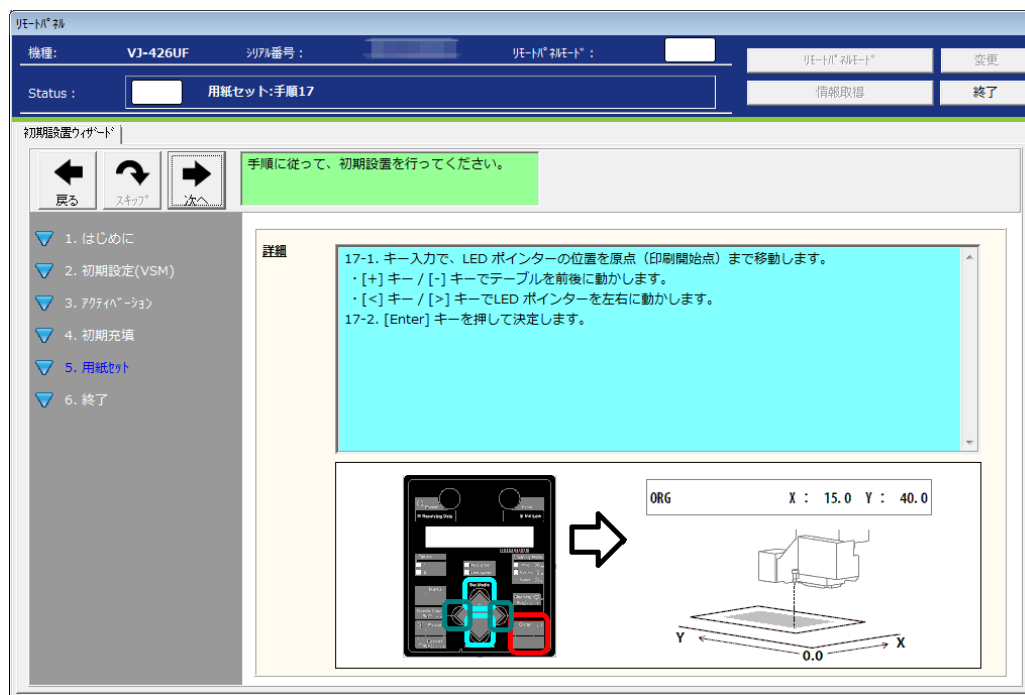 ﾘﾓｰﾄﾊﾟﾈﾙ
機種: VJ-426UF ｼﾘｱﾙ番号 : ﾘﾓｰﾄﾊﾟﾈﾙﾓｰﾄﾞ :
ﾘﾓｰﾄﾊﾟﾈﾙﾓｰﾄﾞ 変更
Status : 用紙セット:手順17
情報取得 終了
初期設置ｳｨｻﾞｰﾄﾞ
戻る ｽｷｯﾌﾟ 次へ
手順に従って、初期設置を行ってください。
1. はじめに
2. 初期設定(VSM)
3. ｱｸﾃｨﾍﾞｰｼｮﾝ
4. 初期充填
5. 用紙ｾｯﾄ
6. 終了
詳細
17-1. キー入力で、LED ポインターの位置を原点（印刷開始点）まで移動します。
・[+] キー / [-] キーでテーブルを前後に動かします。
・[<] キー / [>] キーでLED ポインターを左右に動かします。
17-2. [Enter] キーを押して決定します。
ORG X : 15.0 Y : 40.0
Y X
0.0